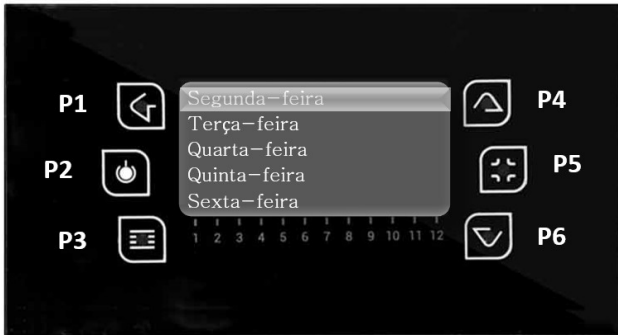 P1
P2
P3
Segunda-feira
Terça-feira
Quarta-feira
Quinta-feira
Sexta-feira
1 2 3 4 5 6 7 8 9 10 11 12
P4
P5
P6